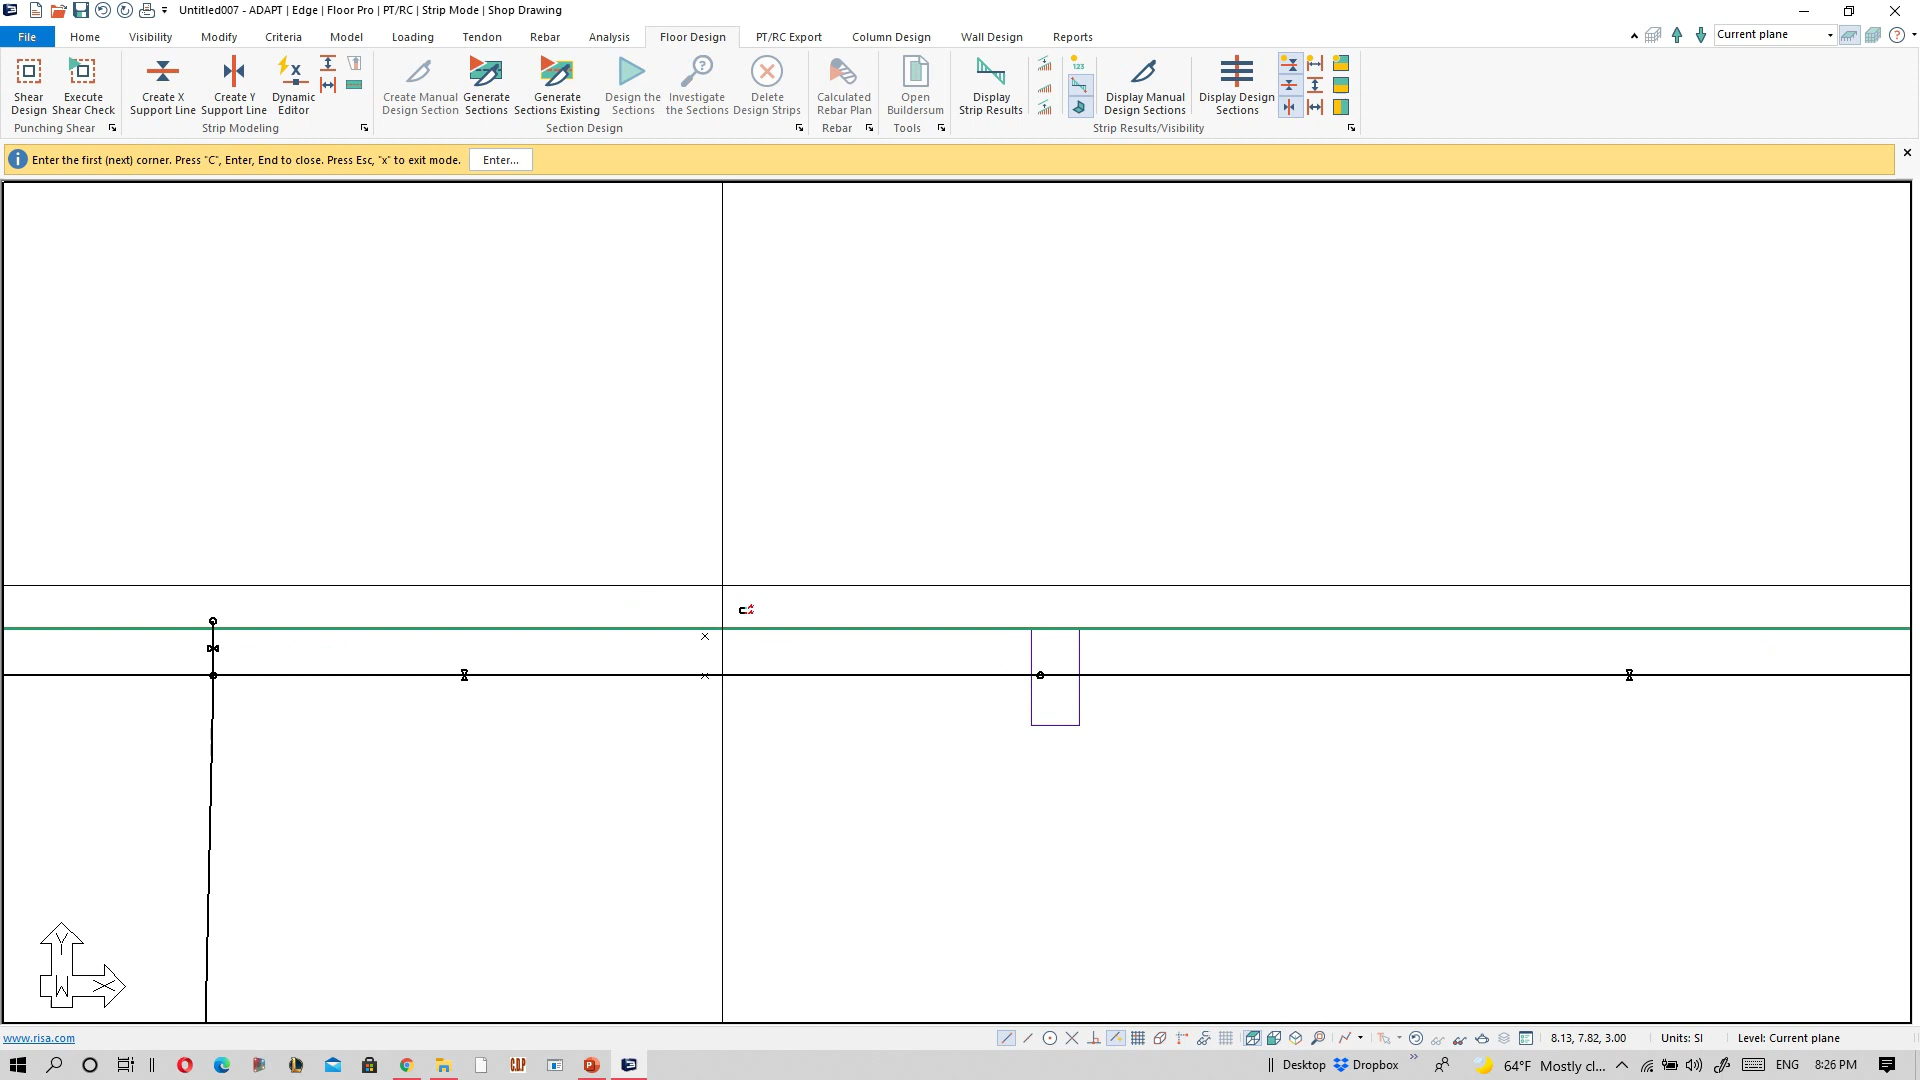 Untitled007 - ADAPT | Edge | Floor Pro | PT/RC | Strip Mode | Shop Drawing
File Home Visibility Modify Criteria Model Loading Tendon Rebar Analysis Floor Design PT/RC Export Column Design Wall Design Reports Current plane
Shear Design
Execute Shear Check
Punching Shear
Create X Support Line
Create Y Support Line
Dynamic Editor
Strip Modeling
Create Manual Design Section
Generate Sections
Generate Sections Existing
Design the Sections
Investigate the Sections
Delete Design Strips
Section Design
Calculated Rebar Plan
Rebar
Open Buildersum
Tools
Display Strip Results
123
Display Manual Design Sections
Display Design Sections
Strip Results/Visibility
Enter the first (next) corner. Press "C", Enter, End to close. Press Esc, "x" to exit mode. Enter...
Y
W X
www.risa.com 8.13, 7.82, 3.00 Units: SI Level: Current plane
Desktop Dropbox 64°F Mostly cl... ENG 8:26 PM